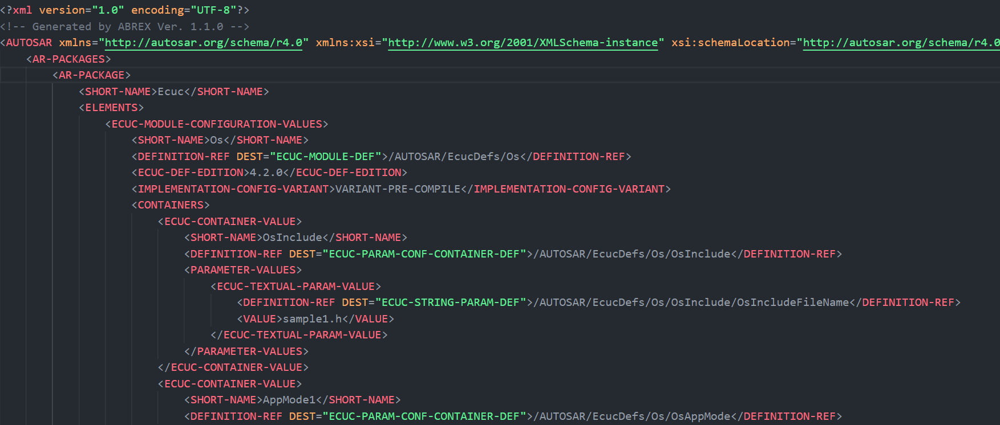 <?xml version="1.0" encoding="UTF-8"?>
<!-- Generated by ABREX Ver. 1.1.0 -->
<AUTOSAR xmlns="http://autosar.org/schema/r4.0" xmlns:xsi="http://www.w3.org/2001/XMLSchema-instance" xsi:schemaLocation="http://autosar.org/schema/r4.0
<AR-PACKAGES>
<AR-PACKAGE>
<SHORT-NAME>Ecuc</SHORT-NAME>
<ELEMENTS>
<ECUC-MODULE-CONFIGURATION-VALUES>
<SHORT-NAME>Os</SHORT-NAME>
<DEFINITION-REF DEST="ECUC-MODULE-DEF">/AUTOSAR/EcucDefs/Os</DEFINITION-REF>
<ECUC-DEF-EDITION>4.2.0</ECUC-DEF-EDITION>
<IMPLEMENTATION-CONFIG-VARIANT>VARIANT-PRE-COMPILE</IMPLEMENTATION-CONFIG-VARIANT>
<CONTAINERS>
<ECUC-CONTAINER-VALUE>
<SHORT-NAME>OsInclude</SHORT-NAME>
<DEFINITION-REF DEST="ECUC-PARAM-CONF-CONTAINER-DEF">/AUTOSAR/EcucDefs/Os/OsInclude</DEFINITION-REF>
<PARAMETER-VALUES>
<ECUC-TEXTUAL-PARAM-VALUE>
<DEFINITION-REF DEST="ECUC-STRING-PARAM-DEF">/AUTOSAR/EcucDefs/Os/OsInclude/OsIncludeFileName</DEFINITION-REF>
<VALUE>sample1.h</VALUE>
</ECUC-TEXTUAL-PARAM-VALUE>
</PARAMETER-VALUES>
</ECUC-CONTAINER-VALUE>
<ECUC-CONTAINER-VALUE>
<SHORT-NAME>AppMode1</SHORT-NAME>
<DEFINITION-REF DEST="ECUC-PARAM-CONF-CONTAINER-DEF">/AUTOSAR/EcucDefs/Os/OsAppMode</DEFINITION-REF>